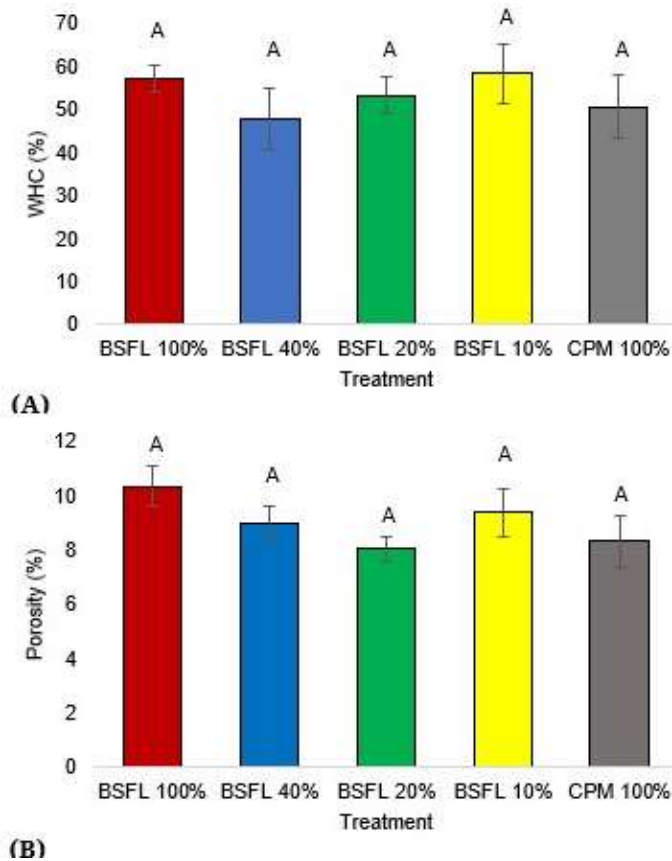 70
60
50
40
30
20
10
0
WHC (%)
A A A A A
BSFL 100% BSFL 40% BSFL 20% BSFL 10% CPM 100%
Treatment
(A)
12
10
8
6
4
2
0
Porosity (%)
A A A A A
BSFL 100% BSFL 40% BSFL 20% BSFL 10% CPM 100%
Treatment
(B)